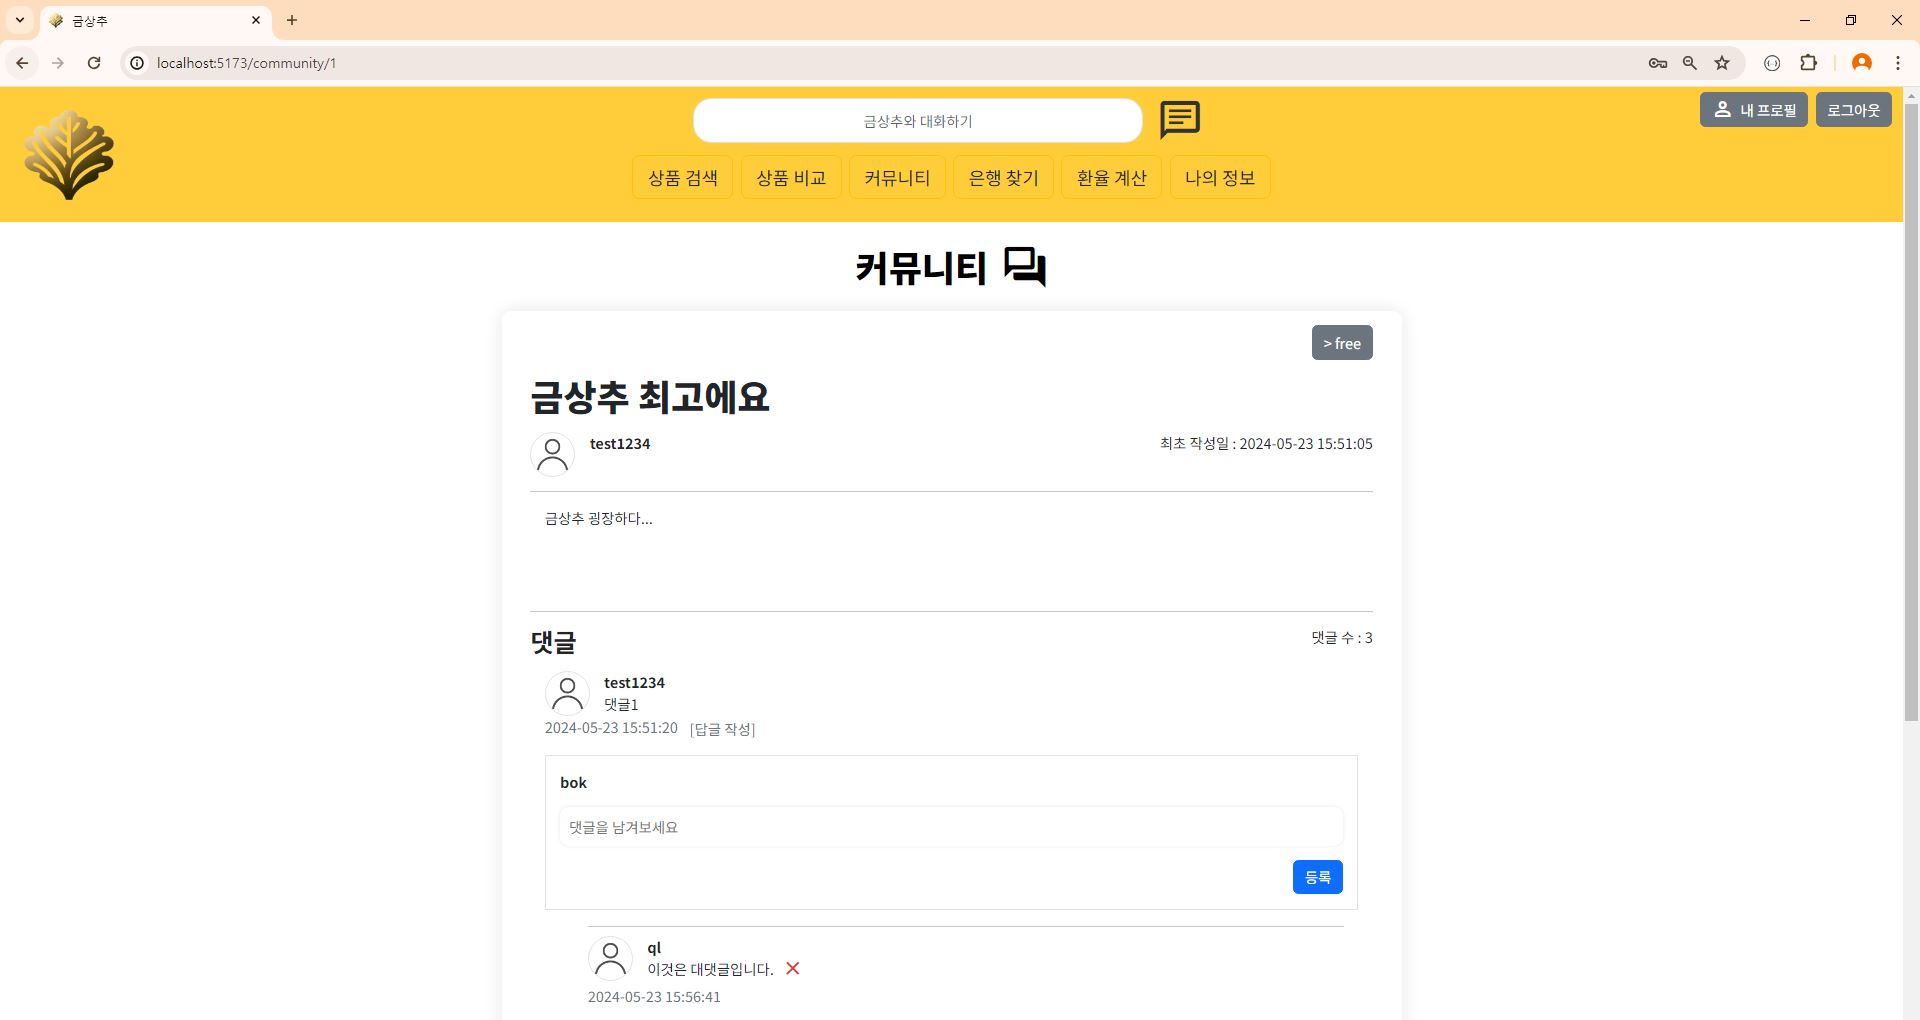 금상추
localhost:5173/community/1
금상추와 대화하기
내 프로필
로그아웃
상품 검색
상품 비교
커뮤니티
은행 찾기
환율 계산
나의 정보
커뮤니티
> free
금상추 최고에요
test1234
최초 작성일 : 2024-05-23 15:51:05
금상추 굉장하다...
댓글
댓글 수 : 3
test1234
댓글1
2024-05-23 15:51:20 [답글 작성]
bok
댓글을 남겨보세요
등록
ql
이것은 대댓글입니다.
2024-05-23 15:56:41